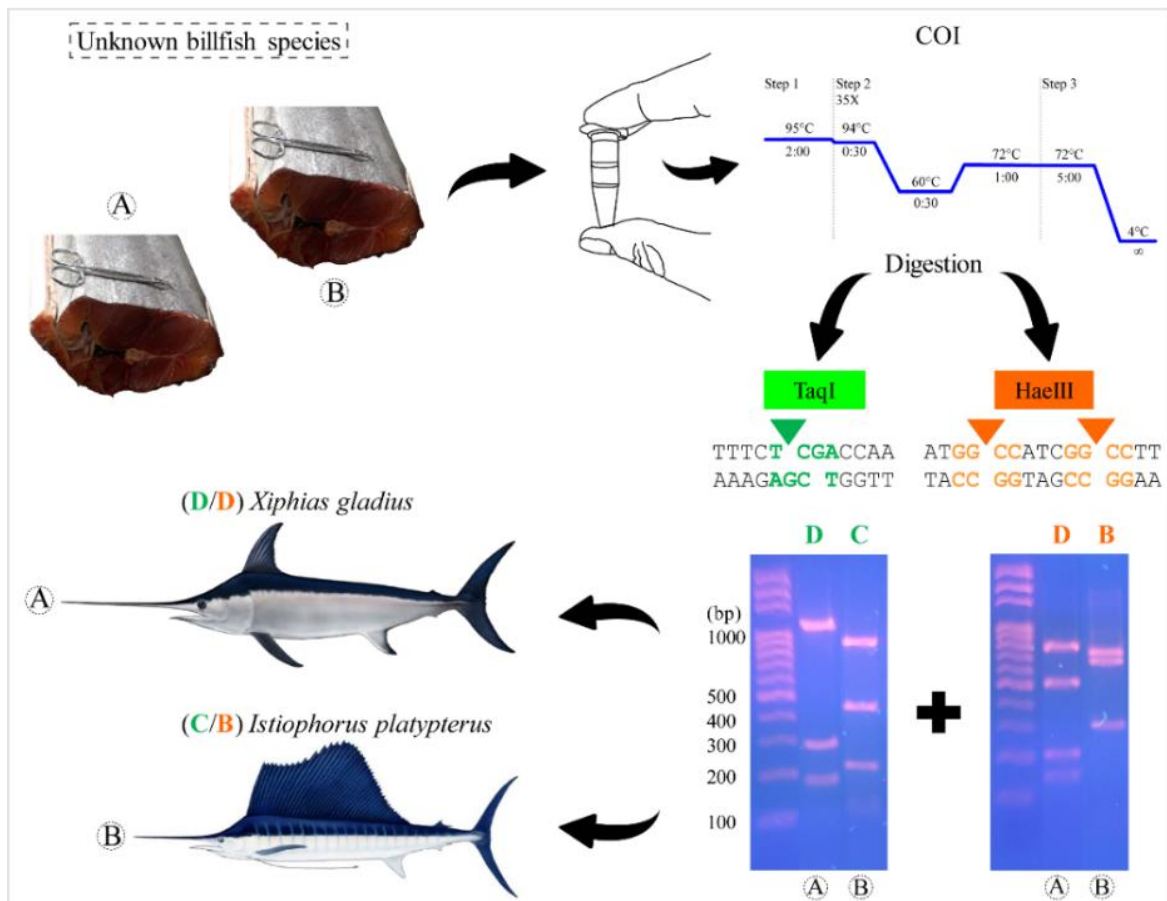 Unknown billfish species
A
B
COI
Step 1
Step 2
35X
Step 3
95°C
2:00
94°C
0:30
60°C
0:30
72°C
1:00
72°C
5:00
4°C
∞
Digestion
TaqI
HaeIII
TTTCT CGACCAA
AAAGAGC TGGTT
ATGG CCATCGG CCTT
TACC GGTAGCC GGAA
(D/D) Xiphias gladius
A
(C/B) Istiophorus platypterus
B
D C
D B
(bp)
1000
500
400
300
200
100
A B
A B